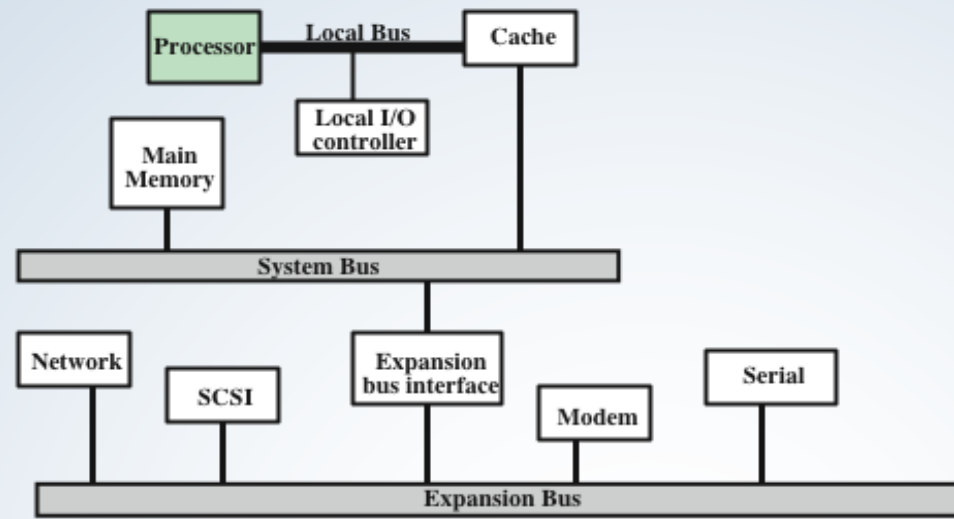 Local Bus
Processor
Cache
Local I/O
controller
Main
Memory
System Bus
Network
Expansion
bus interface
SCSI
Serial
Modem
Expansion Bus